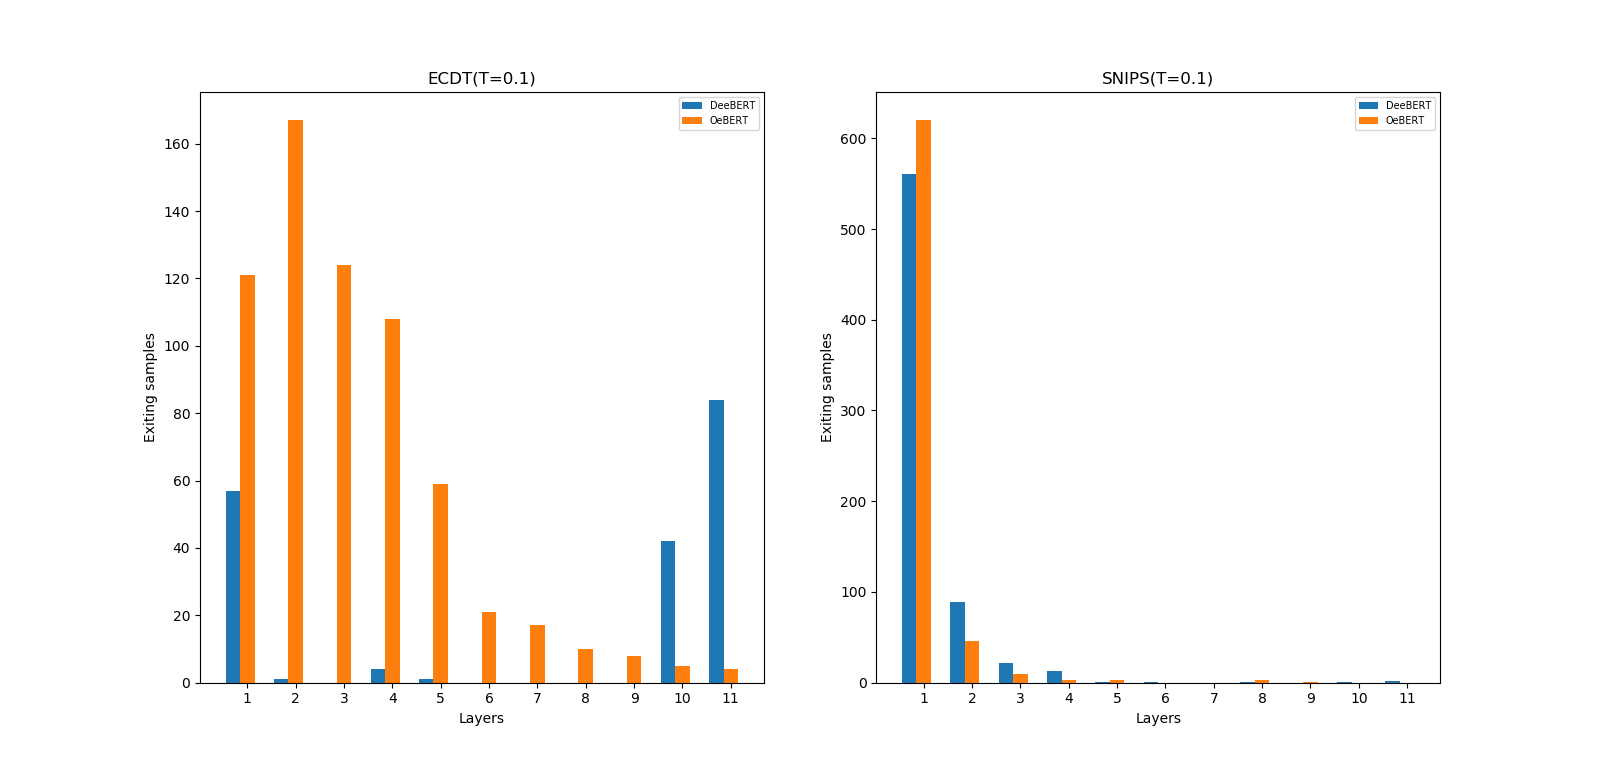 ECDT(T=0.1)
DeeBERT
OeBERT
160
140
120
100
80
60
40
20
0
Exiting samples
1 2 3 4 5 6 7 8 9 10 11
Layers
SNIPS(T=0.1)
DeeBERT
OeBERT
600
500
400
300
200
100
0
Exiting samples
1 2 3 4 5 6 7 8 9 10 11
Layers